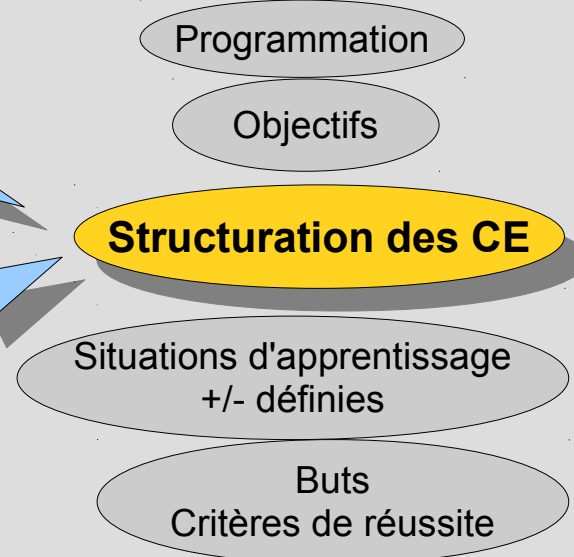 Programmation
Objectifs
Structuration des CE
Situations d'apprentissage
+/- définies
Buts
Critères de réussite